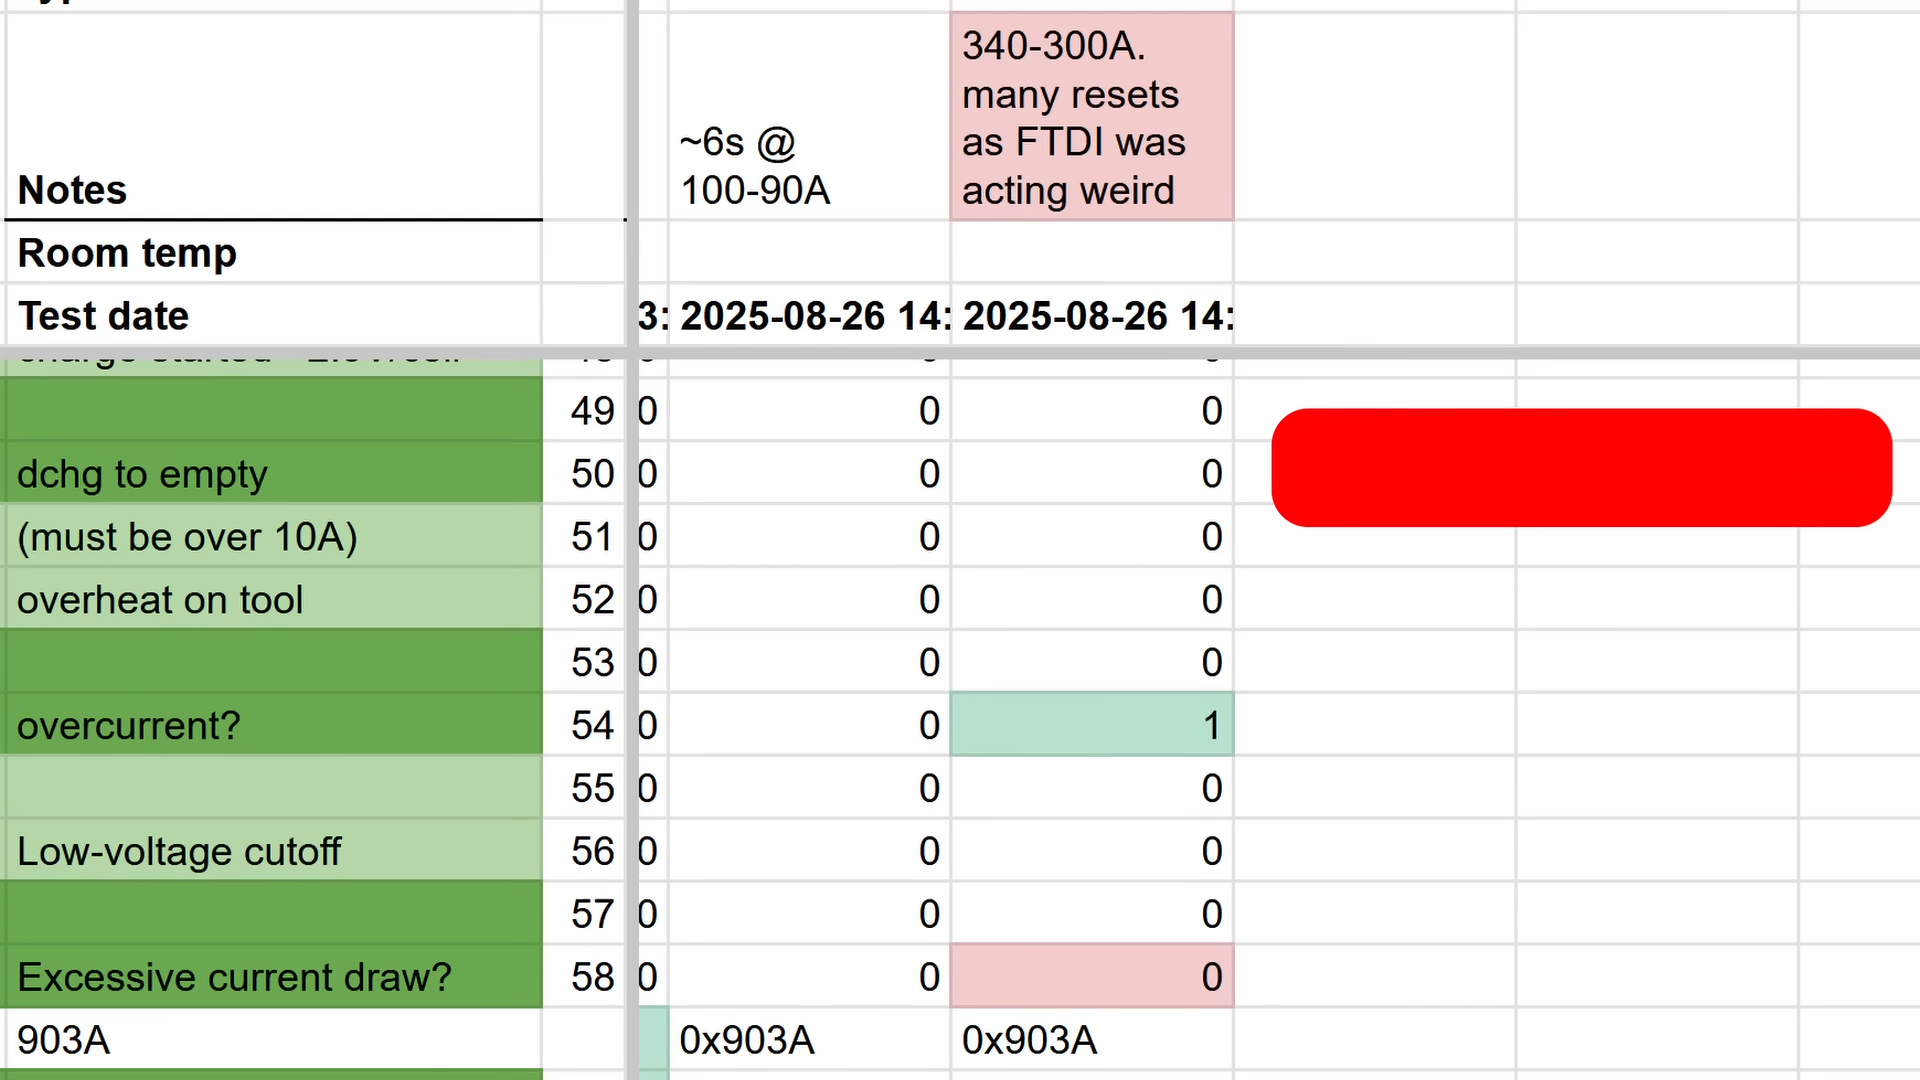 340-300A.
many resets
~6s @ as FTDI was
Notes 100-90A acting weird
Room temp
Test date 3: 2025-08-26 14: 2025-08-26 14:
49 0 0 0
dchg to empty 50 0 0 0
(must be over 10A) 51 0 0 0
overheat on tool 52 0 0 0
53 0 0 0
overcurrent? 54 0 0 1
55 0 0 0
Low-voltage cutoff 56 0 0 0
57 0 0 0
Excessive current draw? 58 0 0 0
903A 0x903A 0x903A